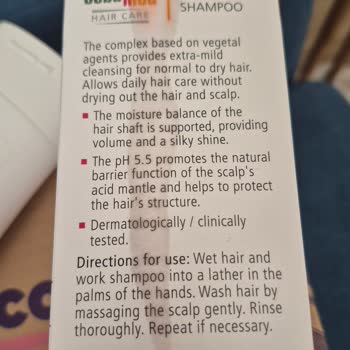 HAIR CARE
SHAMPOO
The complex based on vegetal
agents provides extra-mild
cleansing for normal to dry hair.
Allows daily hair care without
drying out the hair and scalp.
▪ The moisture balance of the
hair shaft is supported, providing
volume and a silky shine.
▪ The pH 5.5 promotes the natural
barrier function of the scalp's
acid mantle and helps to protect
the hair's structure.
▪ Dermatologically / clinically
tested.
Directions for use: Wet hair and
work shampoo into a lather in the
palms of the hands. Wash hair by
massaging the scalp gently. Rinse
thoroughly. Repeat if necessary.